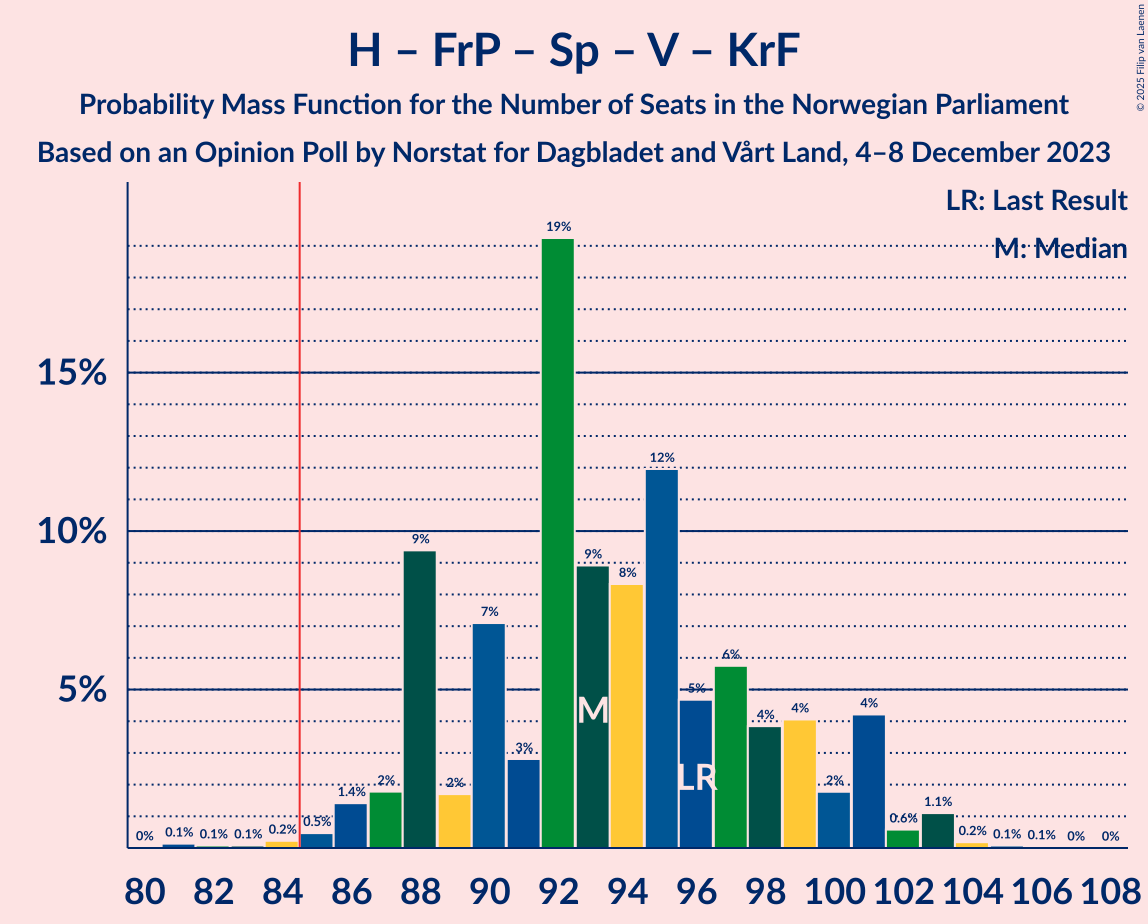 H – FrP – Sp – V – KrF
Probability Mass Function for the Number of Seats in the Norwegian Parliament
Based on an Opinion Poll by Norstat for Dagbladet and Vårt Land, 4–8 December 2023
© 2025 Filip van Laenen
LR: Last Result
M: Median
15%
10%
5%
0% 0.1% 0.1% 0.1% 0.2% 0.5% 1.4% 2% 9% 2% 7% 3% 19% 9% 8% 12% 5% 6% 4% 4% 2% 4% 0.6% 1.1% 0.2% 0.1% 0.1% 0% 0%
M
LR
80 82 84 86 88 90 92 94 96 98 100 102 104 106 108